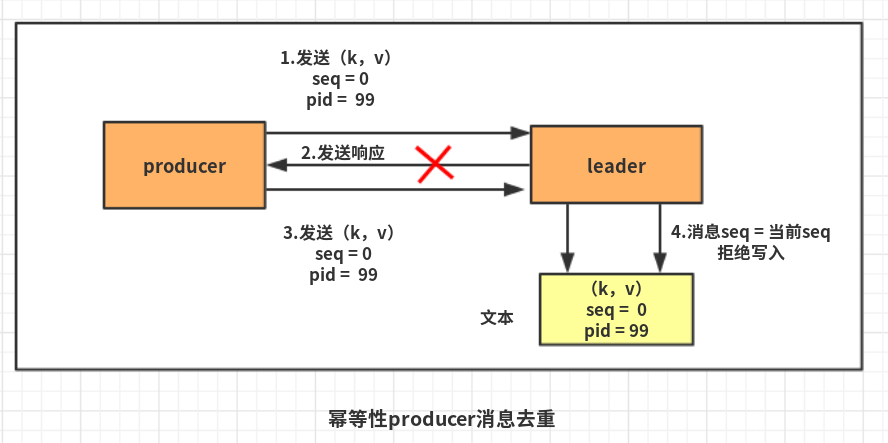 1.发送（k，v）
seq = 0
pid =  99
producer
2.发送响应
leader
3.发送（k，v）
seq = 0
pid =  99
4.消息seq = 当前seq
拒绝写入
（k，v）
seq =  0
pid = 99
文本
幂等性producer消息去重